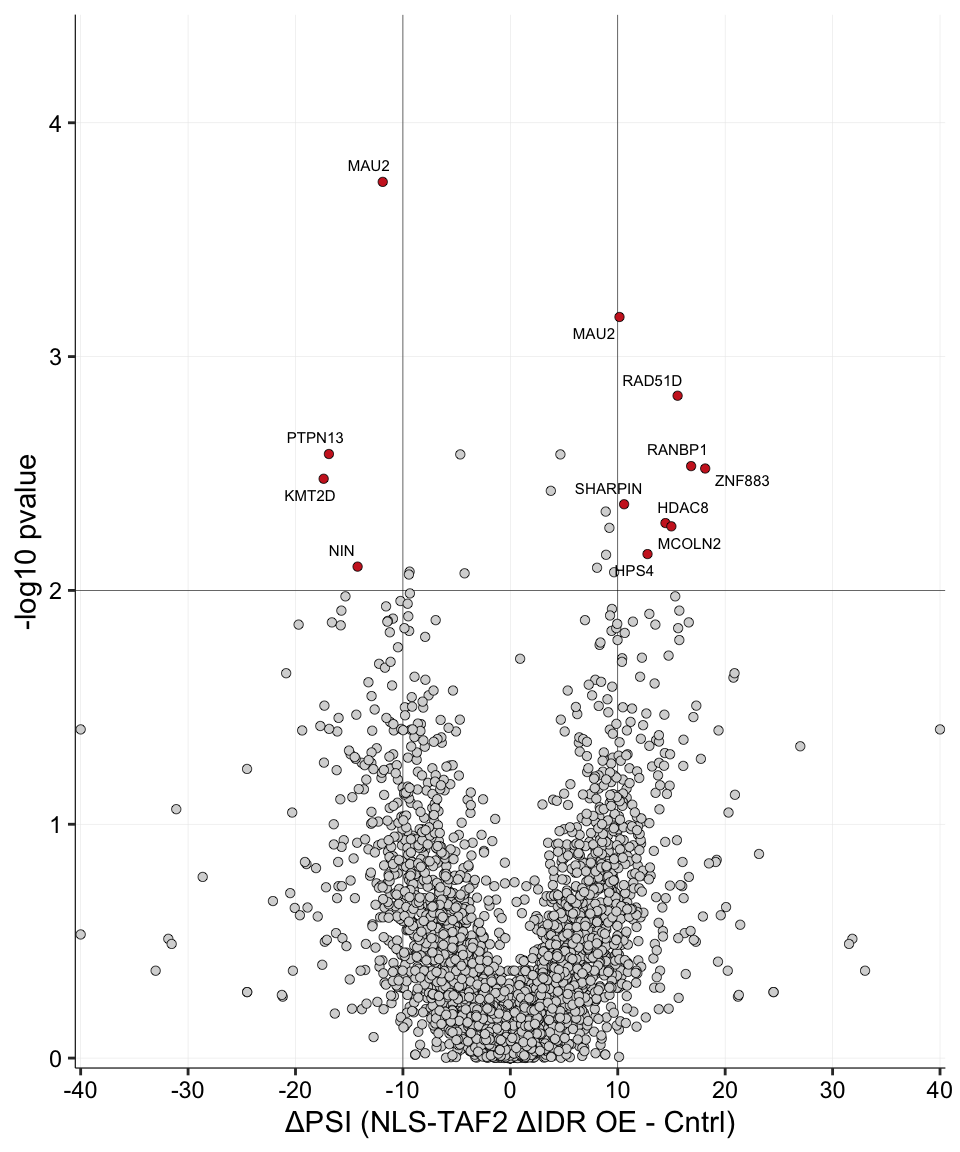 4
MAU2
MAU2
3
RAD51D
PTPN13
RANBP1
ZNF883
KMT2D
SHARPIN
HDAC8
MCOLN2
NIN
HPS4
2
1
0
-log10 pvalue
-40 -30 -20 -10 0 10 20 30 40
ΔPSI (NLS-TAF2 ΔIDR OE - Cntrl)